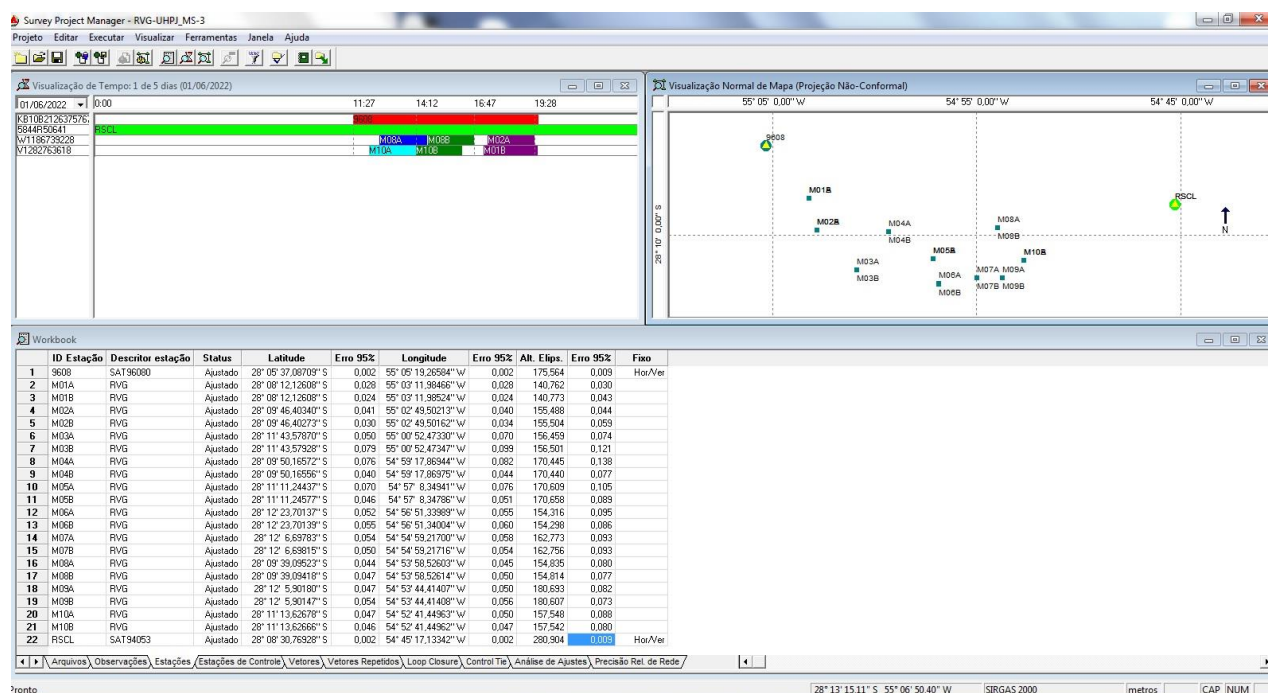 Survey Project Manager - RVG-UHPJ_MS-3
Projeto Editar Executar Visualizar Ferramentas Janela Ajuda
Visualização de Tempo: 1 de 5 dias (01/06/2022)
01/06/2022 0:00 11:27 14:12 16:47 19:28
KB10B212637576. 9608
5844R50641 RSCL
W1186739228 M08A M08B M02A
V1282763618 M10A M10B M01B
Visualização Normal de Mapa (Projeção Não-Conformal)
55° 05' 0,00" W 54° 55' 0,00" W 54° 45' 0,00" W
28° 10' 0,00" S
9608
RSCL
M01B
M02B M04A M08A
N
M04B M08B
M05B M10B
M03A M07A M09A
M03B M06A
M07B M09B
M06B
Workbook
ID Estação Descritor estação Status Latitude Erro 95% Longitude Erro 95% Alt. Elips. Erro 95% Fixo
1 9608 SAT96080 Ajustado 28° 05' 37,08709" S 0,002 55° 05' 19,26584" W 0,002 175,564 0,009 Hor/Ver
2 M01A RVG Ajustado 28° 08' 12,12608" S 0,028 55° 03' 11,98466" W 0,028 140,762 0,030
3 M01B RVG Ajustado 28° 08' 12,12608" S 0,024 55° 03' 11,98524" W 0,024 140,773 0,043
4 M02A RVG Ajustado 28° 09' 46,40340" S 0,041 55° 02' 49,50213" W 0,040 155,488 0,044
5 M02B RVG Ajustado 28° 09' 46,40273" S 0,030 55° 02' 49,50162" W 0,034 155,504 0,059
6 M03A RVG Ajustado 28° 11' 43,57870" S 0,050 55° 00' 52,47330" W 0,070 156,459 0,074
7 M03B RVG Ajustado 28° 11' 43,57928" S 0,079 55° 00' 52,47347" W 0,099 156,501 0,121
8 M04A RVG Ajustado 28° 09' 50,16572" S 0,076 54° 59' 17,86944" W 0,082 170,445 0,138
9 M04B RVG Ajustado 28° 09' 50,16556" S 0,040 54° 59' 17,86975" W 0,044 170,440 0,077
10 M05A RVG Ajustado 28° 11' 11,24437" S 0,070 54° 57' 8,34941" W 0,076 170,609 0,105
11 M05B RVG Ajustado 28° 11' 11,24577" S 0,046 54° 57' 8,34786" W 0,051 170,658 0,089
12 M06A RVG Ajustado 28° 12' 23,70137" S 0,052 54° 56' 51,33989" W 0,055 154,316 0,095
13 M06B RVG Ajustado 28° 12' 23,70139" S 0,055 54° 56' 51,34004" W 0,060 154,298 0,086
14 M07A RVG Ajustado 28° 12' 6,69783" S 0,054 54° 54' 59,21700" W 0,058 162,773 0,093
15 M07B RVG Ajustado 28° 12' 6,69815" S 0,050 54° 54' 59,21716" W 0,054 162,756 0,093
16 M08A RVG Ajustado 28° 09' 39,09523" S 0,044 54° 53' 58,52603" W 0,045 154,835 0,080
17 M08B RVG Ajustado 28° 09' 39,09418" S 0,047 54° 53' 58,52614" W 0,050 154,814 0,077
18 M09A RVG Ajustado 28° 12' 5,90180" S 0,047 54° 53' 44,41407" W 0,050 180,693 0,082
19 M09B RVG Ajustado 28° 12' 5,90147" S 0,054 54° 53' 44,41408" W 0,056 180,607 0,073
20 M10A RVG Ajustado 28° 11' 13,62678" S 0,047 54° 52' 41,44963" W 0,050 157,548 0,088
21 M10B RVG Ajustado 28° 11' 13,62666" S 0,046 54° 52' 41,44962" W 0,047 157,542 0,080
22 RSCL SAT94053 Ajustado 28° 08' 30,76928" S 0,002 54° 45' 17,13342" W 0,002 280,904 0,009 Hor/Ver
Arquivos Observações Estações Estações de Controle Vetores Vetores Repetidos Loop Closure Control Tie Análise de Ajustes Precisão Rel. de Rede
Pronto 28° 13' 15.11" S 55° 06' 50.40" W SIRGAS 2000 metros CAP NUM